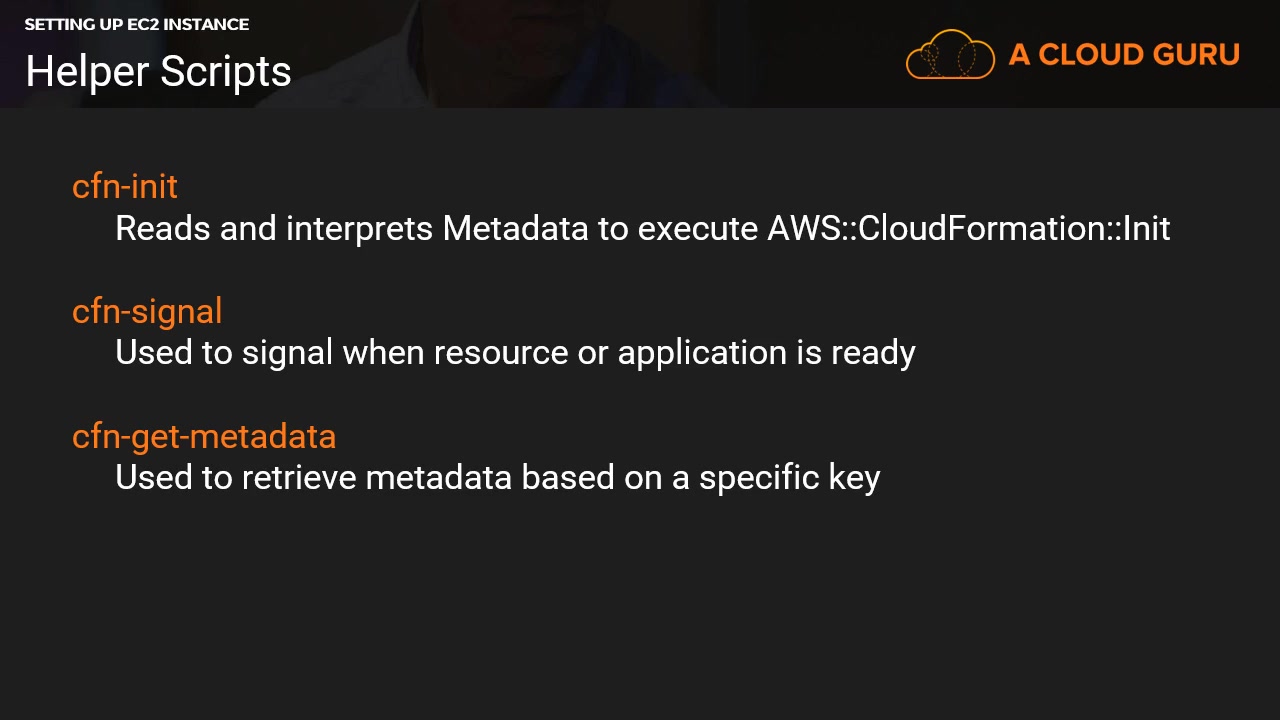 SETTING UP EC2 INSTANCE
Helper Scripts
A CLOUD GURU
cfn-init
Reads and interprets Metadata to execute AWS::CloudFormation::Init
cfn-signal
Used to signal when resource or application is ready
cfn-get-metadata
Used to retrieve metadata based on a specific key